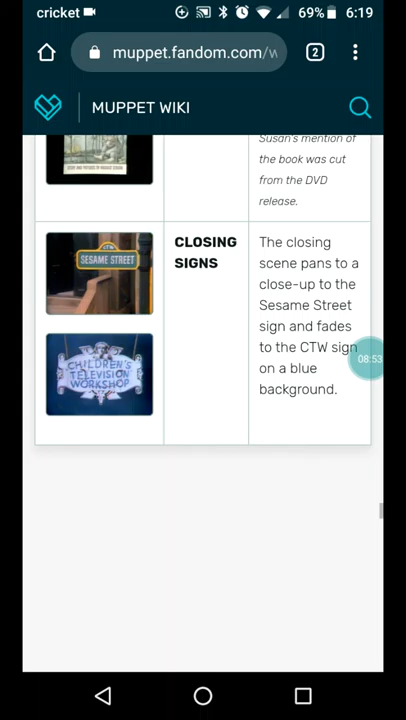 cricket 69% 6:19
muppet.fandom.com/w 2
MUPPET WIKI
Susan's mention of
the book was cut
from the DVD
release.
CTW
SESAME STREET
CLOSING
SIGNS
The closing
scene pans to a
close-up to the
Sesame Street
sign and fades
to the CTW sign
on a blue
background.
08:53
CHILDREN'S
TELEVISION
WORKSHOP